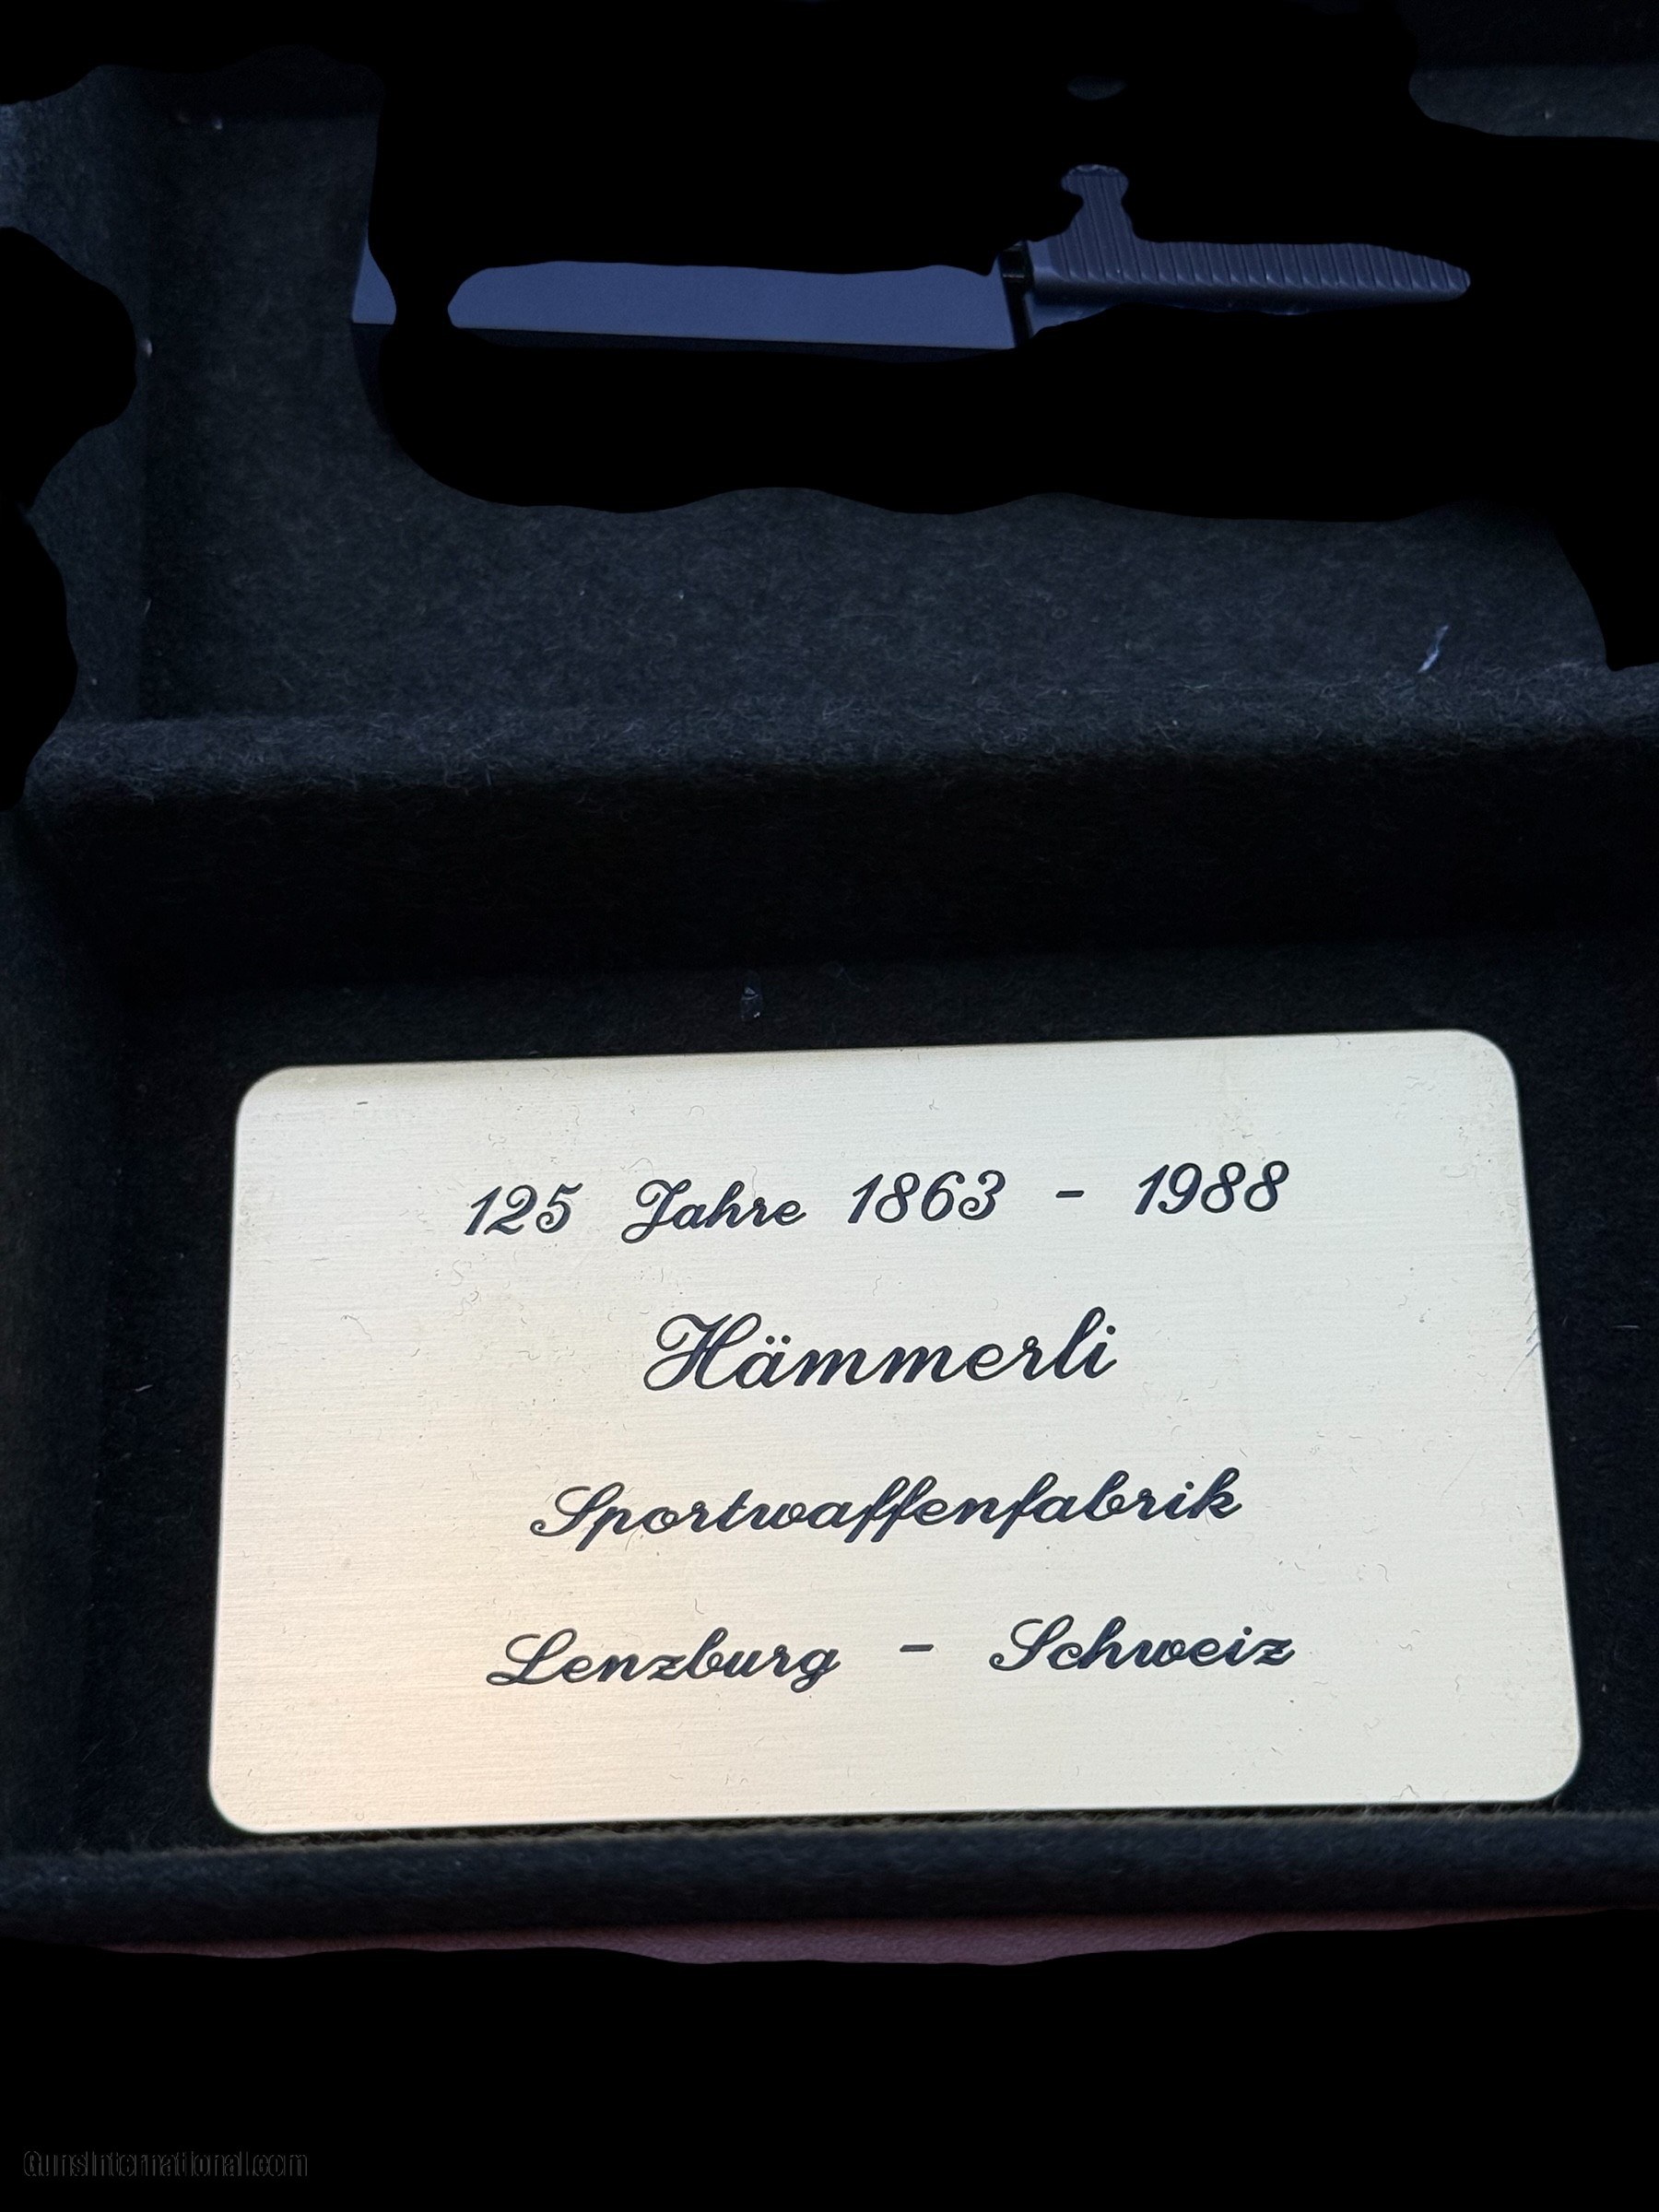 125 Jahre 1863 - 1988
Hämmerli
Sportwaffenfabrik
Lenzburg - Schweiz
GunsInternational.com